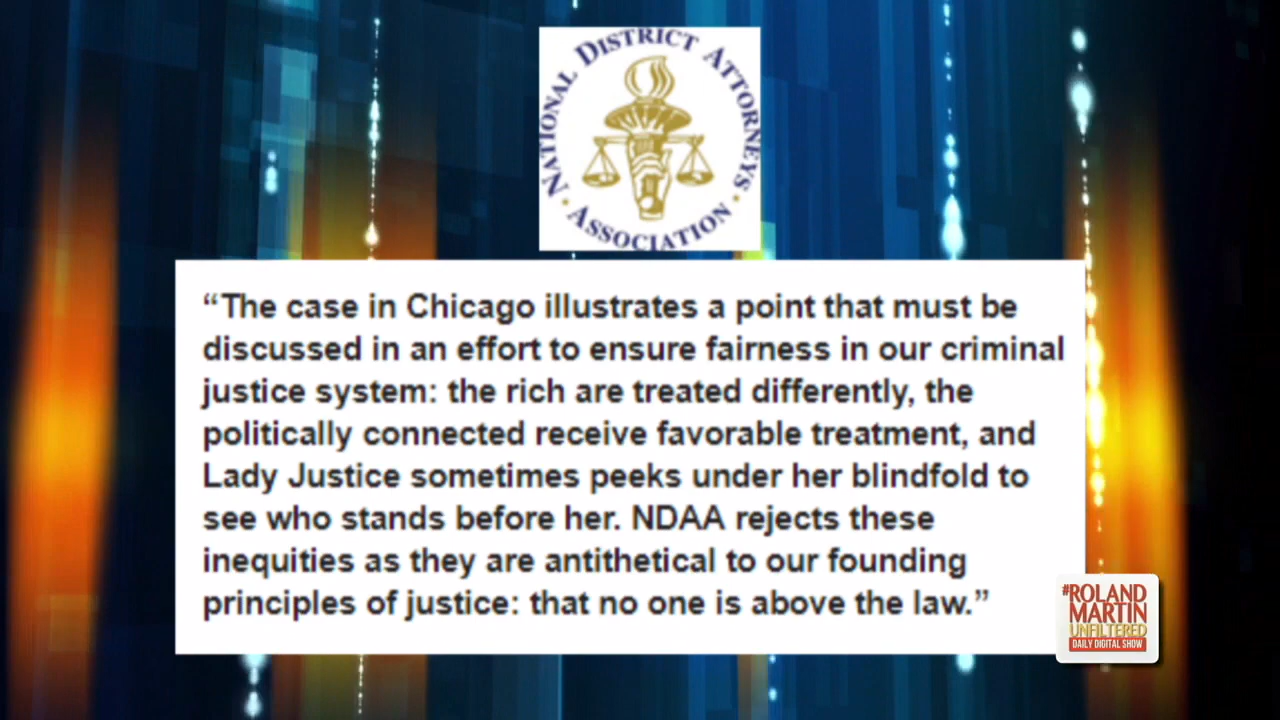 NATIONAL DISTRICT ATTORNEYS
• ASSOCIATION •
“The case in Chicago illustrates a point that must be
discussed in an effort to ensure fairness in our criminal
justice system: the rich are treated differently, the
politically connected receive favorable treatment, and
Lady Justice sometimes peeks under her blindfold to
see who stands before her. NDAA rejects these
inequities as they are antithetical to our founding
principles of justice: that no one is above the law.”
#ROLAND
MARTIN
UNFILTERED
DAILY DIGITAL SHOW